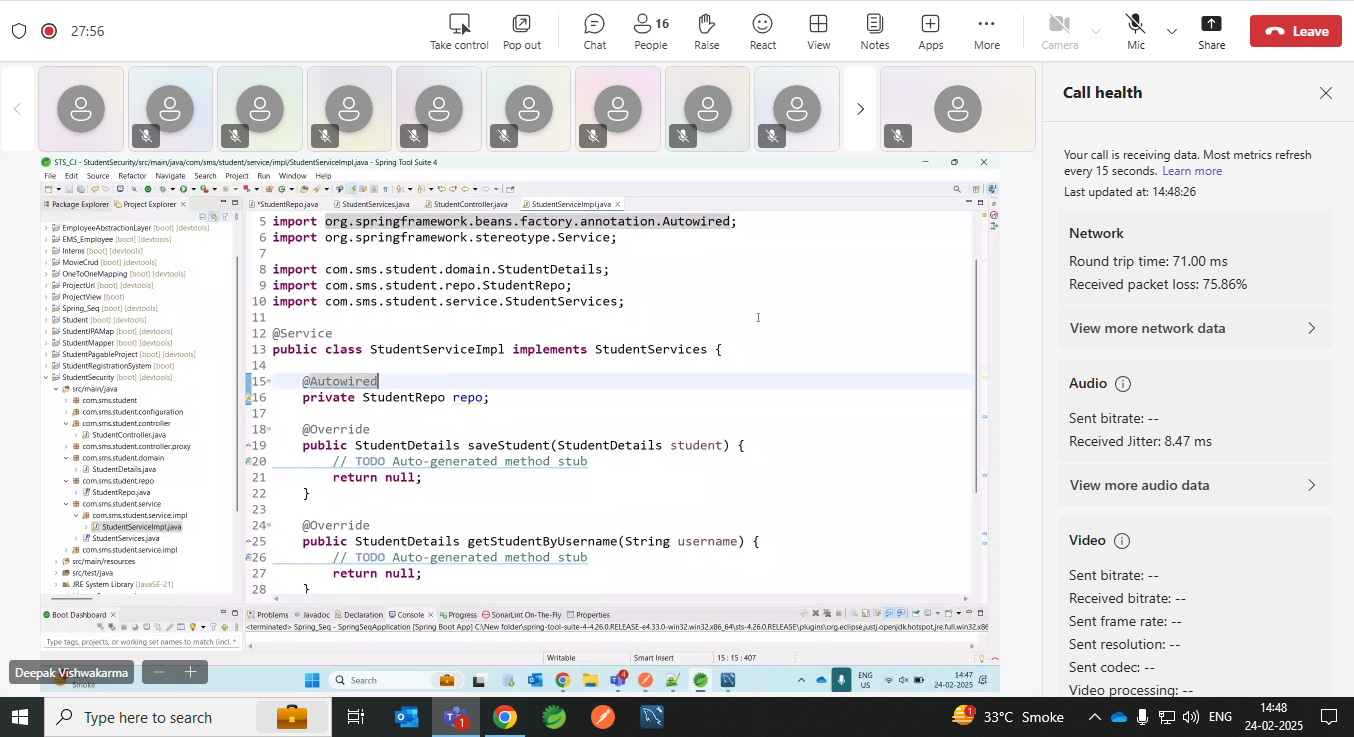 27:56
Take control
Pop out
Chat
16
People
Raise
React
View
Notes
Apps
More
Camera
Mic
Share
Leave
Call health
Your call is receiving data. Most metrics refresh
every 15 seconds. Learn more
Last updated at: 14:48:26
Network
Round trip time: 71.00 ms
Received packet loss: 75.86%
View more network data
Audio
Sent bitrate: --
Received Jitter: 8.47 ms
View more audio data
Video
Sent bitrate: --
Received bitrate: --
Sent frame rate: --
Sent resolution: --
Sent codec: --
Video processing: --
STS_CJ - StudentSecurity/src/main/java/com/sms/student/service/impl/StudentServiceImpl.java - Spring Tool Suite 4
File Edit Source Refactor Navigate Search Project Run Window Help
Package Explorer Project Explorer
EmployeeAbstractionLayer [boot] [devtools]
EMS_Employee [boot] [devtools]
Interns [boot] [devtools]
MovieCrud [boot] [devtools]
OneToOneMapping [boot] [devtools]
ProjectUrl [boot] [devtools]
ProjectView [boot]
Spring_Seq [boot] [devtools]
Student [boot] [devtools]
StudentJPAMap [boot] [devtools]
StudentMapper [boot] [devtools]
StudentPagableProject [boot] [devtools]
StudentRegistrationSystem [boot]
StudentSecurity [boot] [devtools]
src/main/java
com.sms.student
com.sms.student.configuration
com.sms.student.controller
StudentController.java
com.sms.student.controller.proxy
com.sms.student.domain
StudentDetails.java
com.sms.student.repo
StudentRepo.java
com.sms.student.service
com.sms.student.service.impl
StudentServiceImpl.java
StudentServices.java
com.sms.student.service.impl
src/main/resources
src/test/java
JRE System Library [JavaSE-21]
*StudentRepo.java StudentServices.java StudentController.java StudentServiceImpl.java
5 import org.springframework.beans.factory.annotation.Autowired;
6 import org.springframework.stereotype.Service;
7
8 import com.sms.student.domain.StudentDetails;
9 import com.sms.student.repo.StudentRepo;
10 import com.sms.student.service.StudentServices;
11
12 @Service
13 public class StudentServiceImpl implements StudentServices {
14
15 @Autowired
16 private StudentRepo repo;
17
18 @Override
19 public StudentDetails saveStudent(StudentDetails student) {
20 // TODO Auto-generated method stub
21 return null;
22 }
23
24 @Override
25 public StudentDetails getStudentByUsername(String username) {
26 // TODO Auto-generated method stub
27 return null;
28 }
Boot Dashboard
Type tags, projects, or working set names to match (incl. *
Problems Javadoc Declaration Console Progress SonarLint On-The-Fly Properties
<terminated> Spring_Seq - SpringSeqApplication [Spring Boot App] C:\New folder\spring-tool-suite-4-4.26.0.RELEASE-e4.33.0-win32.win32.x86_64\sts-4.26.0.RELEASE\plugins\org.eclipse.justj.openjdk.hotspot.jre.full.win32.x86
Writable
Smart Insert
15 : 15 : 407
Deepak Vishwakarma
Smoke
Search
4
ENG
US
14:47
24-02-2025
Type here to search
1
33°C Smoke
ENG
14:48
24-02-2025